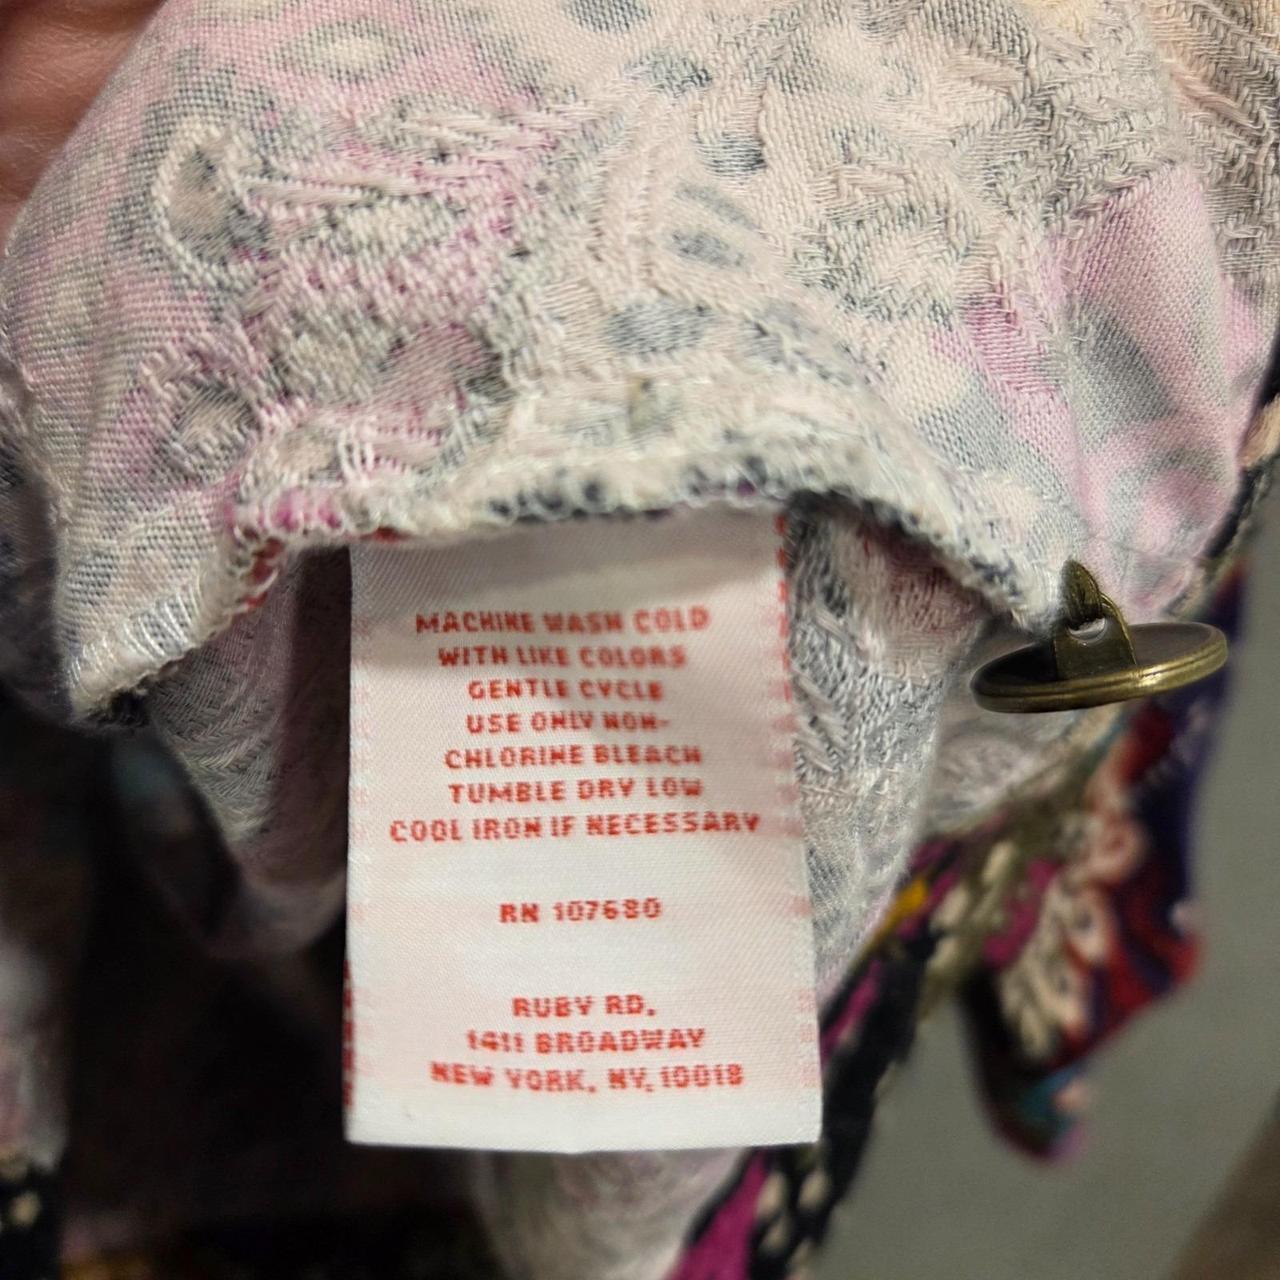 MACHINE WASH COLD
WITH LIKE COLORS
GENTLE CYCLE
USE ONLY NON-
CHLORINE BLEACH
TUMBLE DRY LOW
COOL IRON IF NECESSARY
RN 107680
RUBY RD.
1411 BROADWAY
NEW YORK, NY, 10018